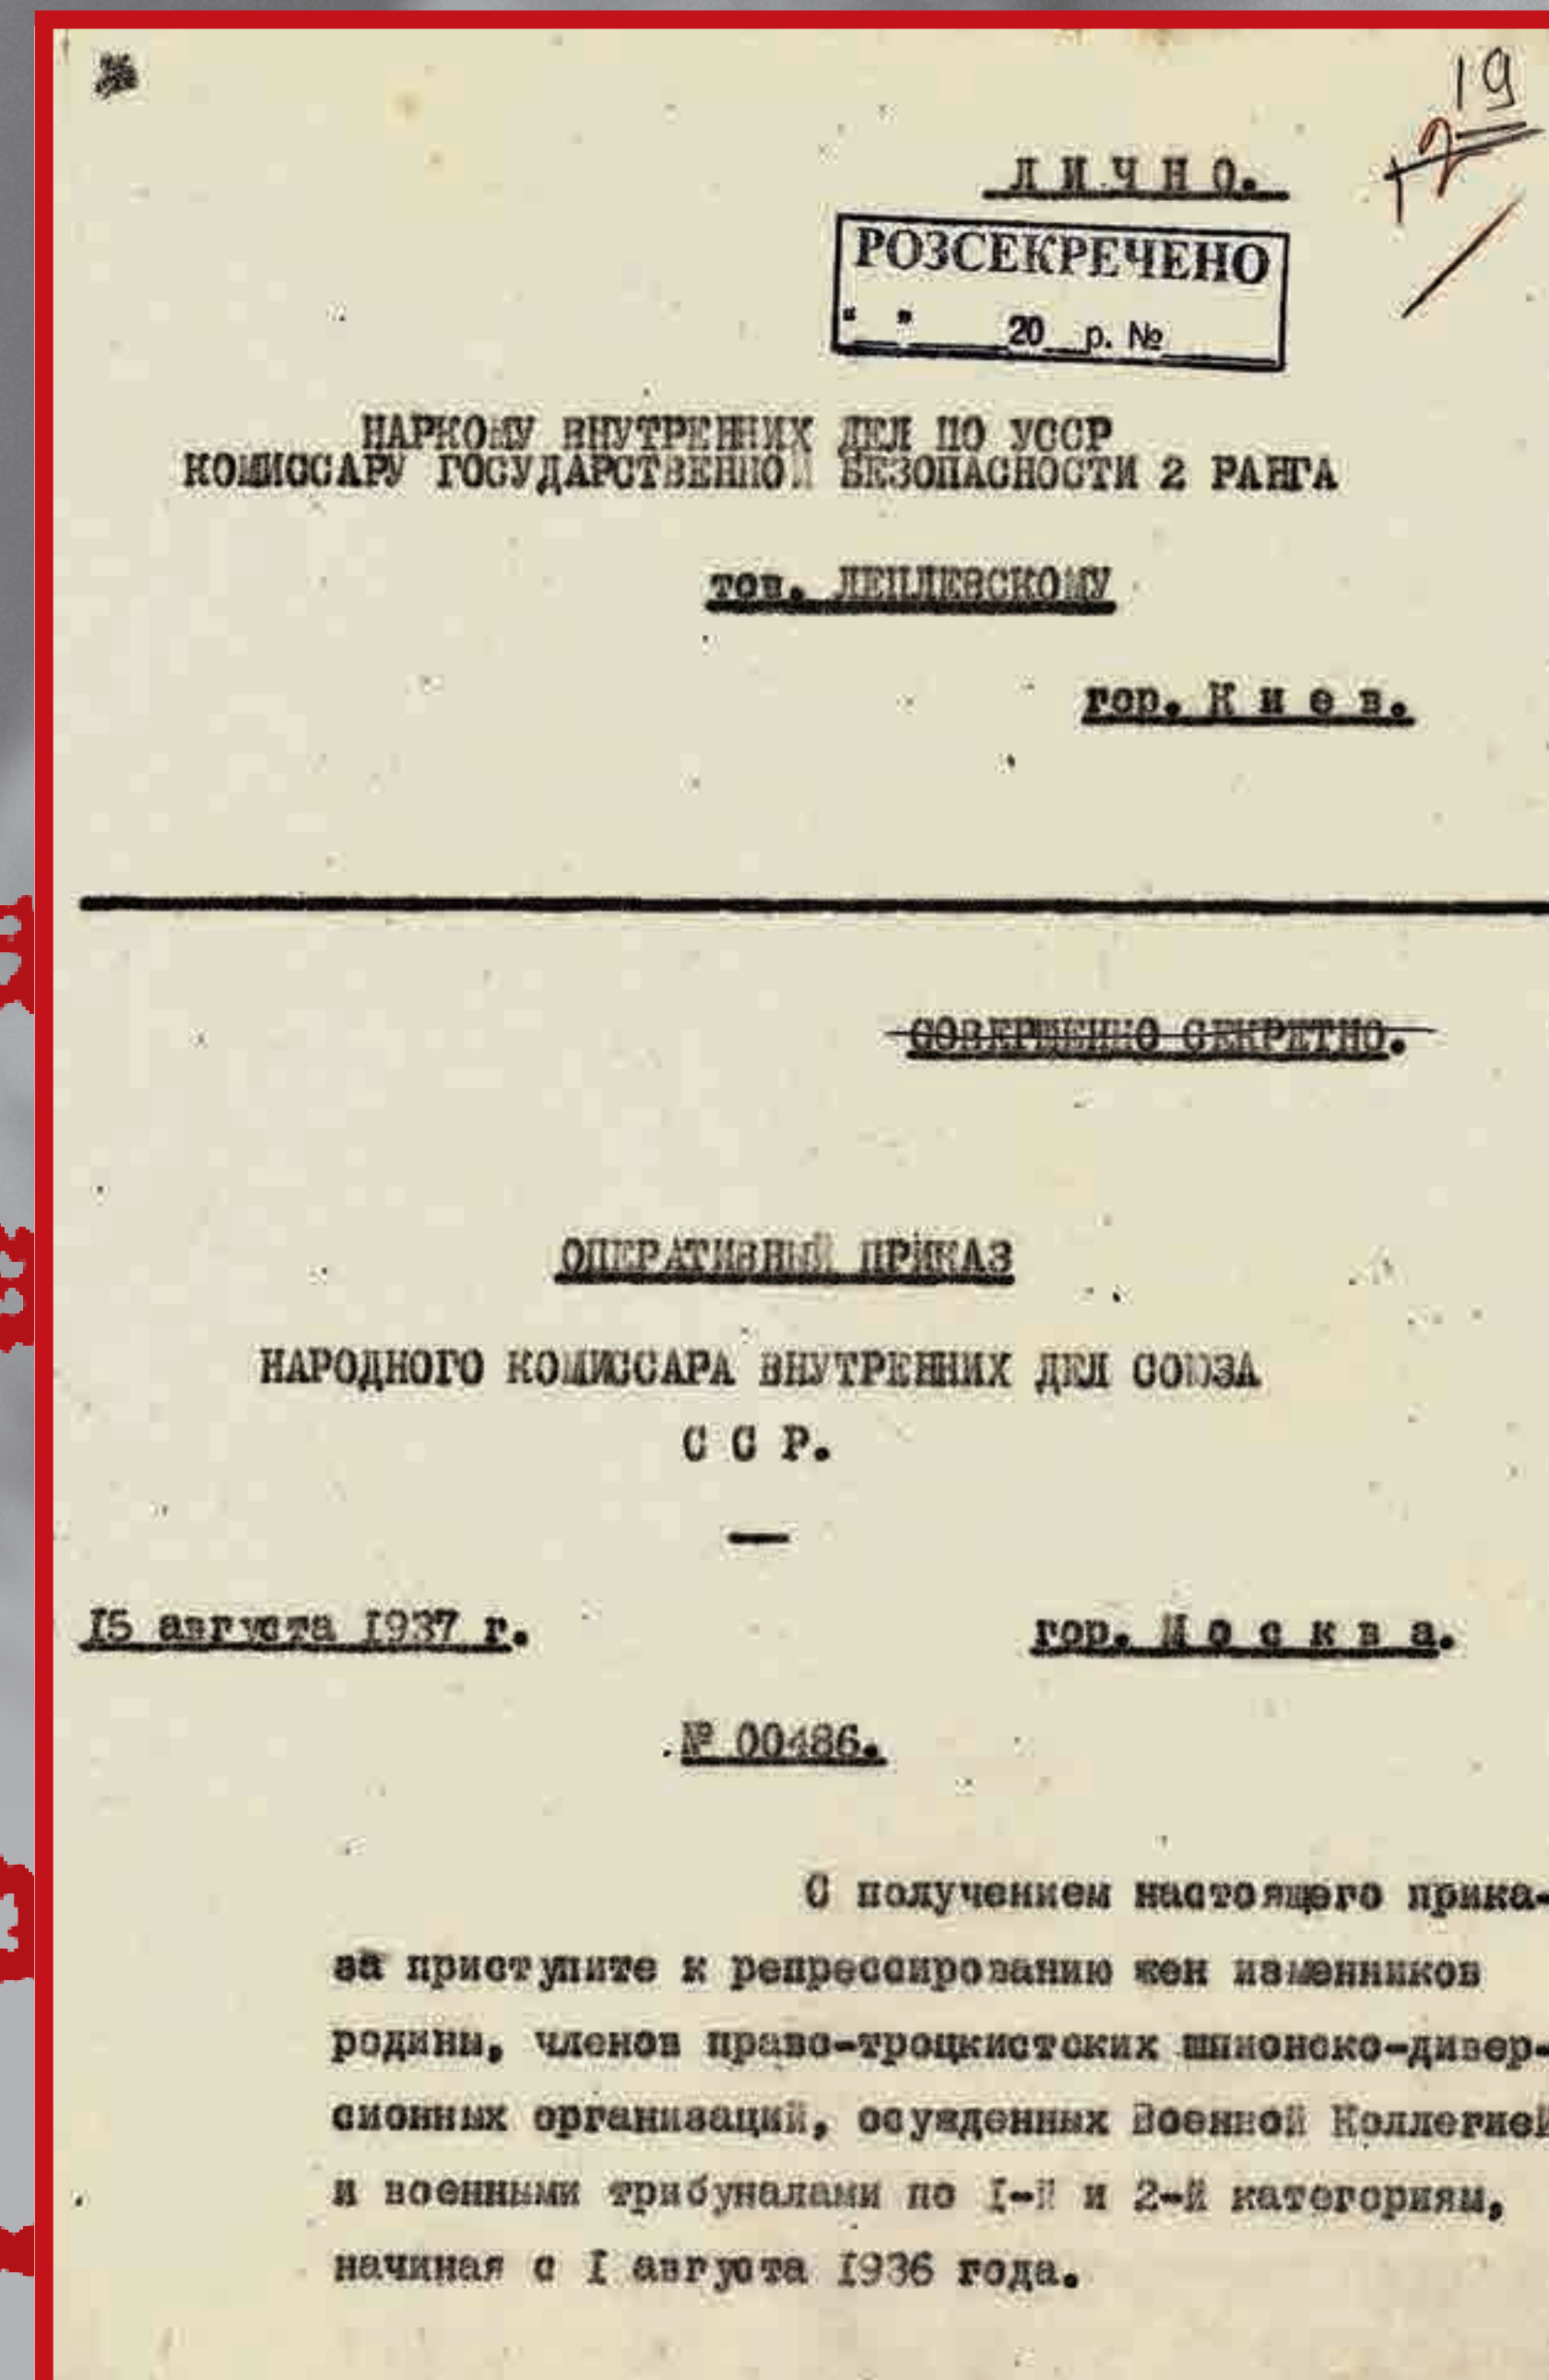 19
2
Л И Ч Н О.
РОЗСЕКРЕЧЕНО
" " 20 р. №
НАРКОМУ ВНУТРЕННИХ ДЕЛ ПО УССР
КОМИССАРУ ГОСУДАРСТВЕННОЙ БЕЗОПАСНОСТИ 2 РАНГА
тов. ЛЕПЛЕВСКОМУ
гор. К и е в.
СОВЕРШЕННО СЕКРЕТНО.
ОПЕРАТИВНЫЙ ПРИКАЗ
НАРОДНОГО КОМИССАРА ВНУТРЕННИХ ДЕЛ СОЮЗА
С С Р.
—
15 августа 1937 г. гор. М о с к в а.
№ 00486.
С получением настоящего прика-
за приступите к репрессированию жен изменников
родины, членов право-троцкистских шпионско-дивер-
сионных организаций, осужденных Военной Коллегией
и военными трибуналами по I-й и 2-й категориям,
начиная с I августа 1936 года.